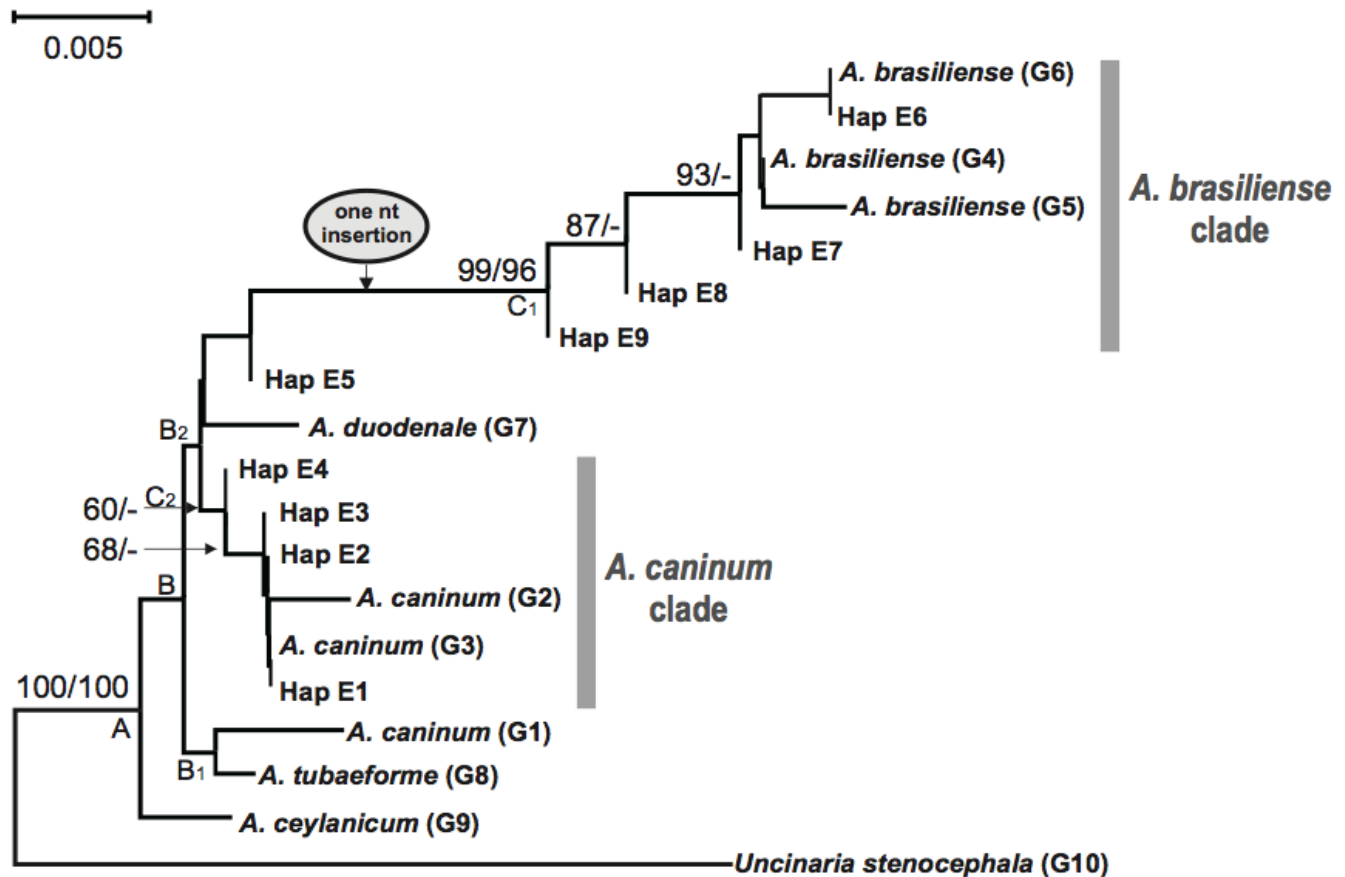 0.005
A. brasiliense (G6)
Hap E6
A. brasiliense (G4)
93/-
A. brasiliense (G5)
A. brasiliense
clade
one nt
insertion
87/-
Hap E7
99/96
C1
Hap E8
Hap E9
Hap E5
B2
A. duodenale (G7)
Hap E4
60/-
C2
Hap E3
68/-
Hap E2
A. caninum
clade
B
A. caninum (G2)
A. caninum (G3)
100/100
Hap E1
A
A. caninum (G1)
B1
A. tubaeforme (G8)
A. ceylanicum (G9)
Uncinaria stenocephala (G10)